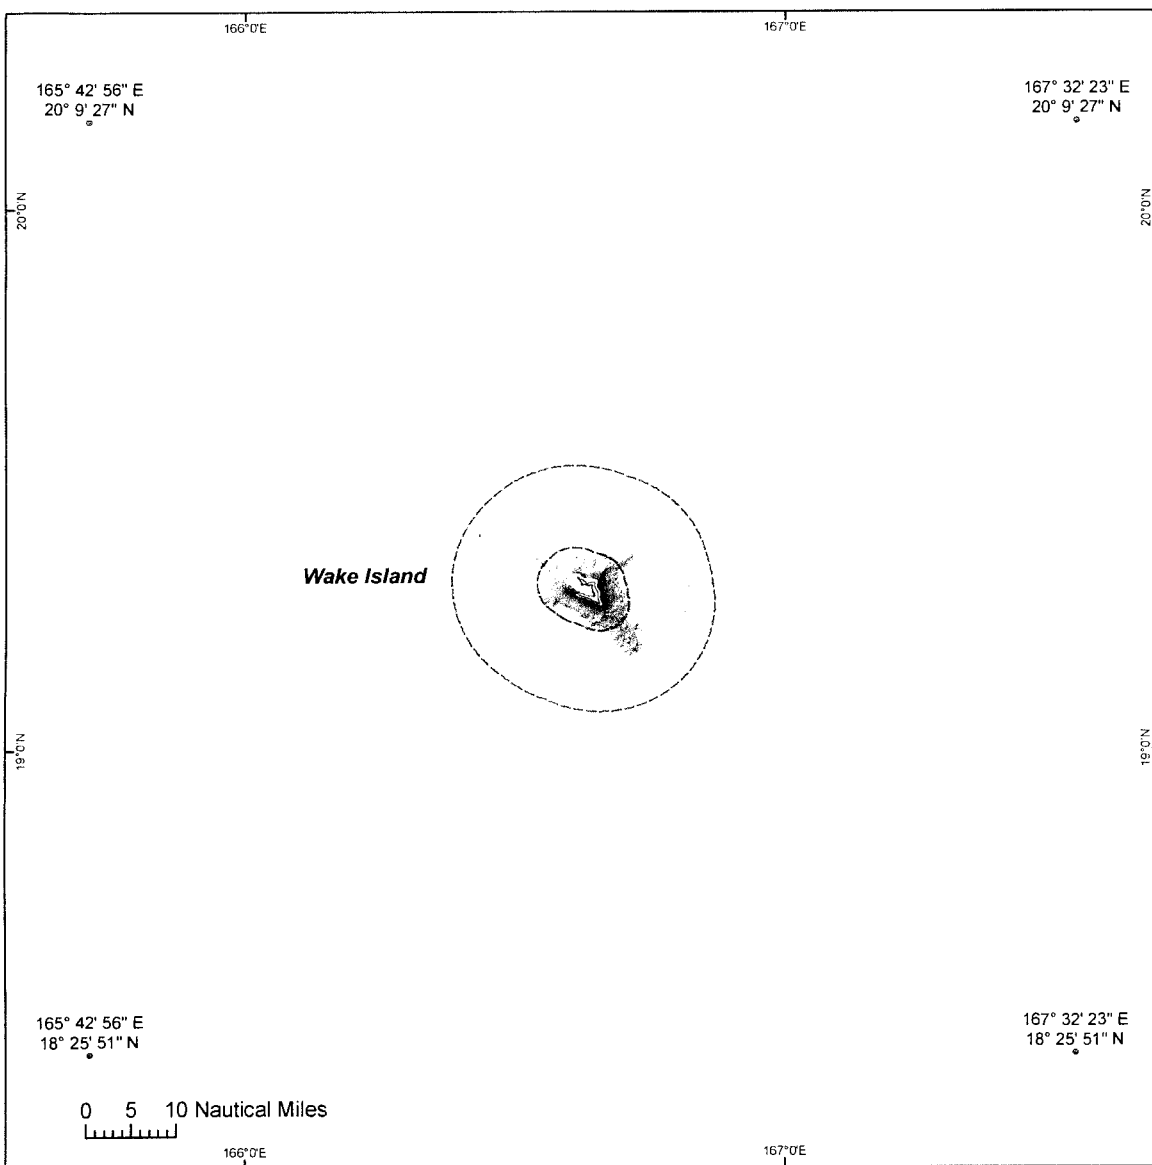 166°0'E
167°0'E
165° 42' 56" E
20° 9' 27" N
167° 32' 23" E
20° 9' 27" N
20°0'N
20°0'N
Wake Island
19°0'N
19°0'N
165° 42' 56" E
18° 25' 51" N
167° 32' 23" E
18° 25' 51" N
0 5 10 Nautical Miles
166°0'E
167°0'E